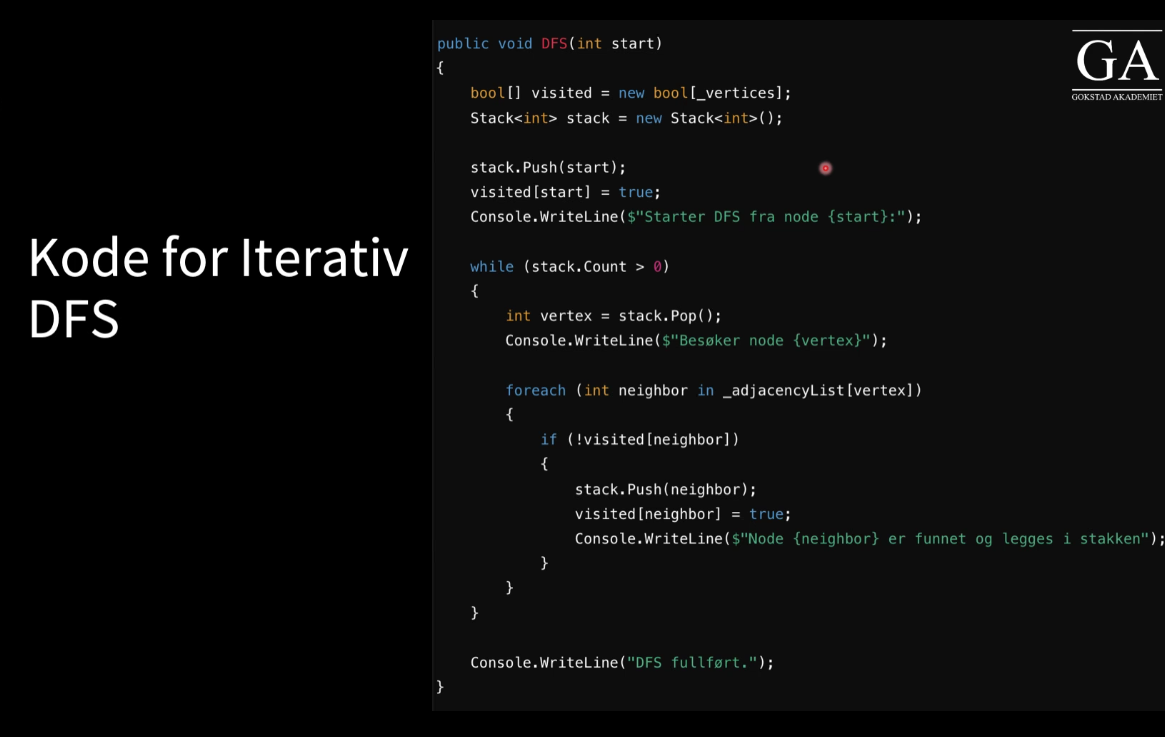 Kode for Iterativ
DFS
public void DFS(int start)
{
    bool[] visited = new bool[_vertices];
    Stack<int> stack = new Stack<int>();
    stack.Push(start);
    visited[start] = true;
    Console.WriteLine($"Starter DFS fra node {start}:");
    while (stack.Count > 0)
    {
        int vertex = stack.Pop();
        Console.WriteLine($"Besøker node {vertex}");
        foreach (int neighbor in _adjacencyList[vertex])
        {
            if (!visited[neighbor])
            {
                stack.Push(neighbor);
                visited[neighbor] = true;
                Console.WriteLine($"Node {neighbor} er funnet og legges i stakken");
            }
        }
    }
    Console.WriteLine("DFS fullført.");
}
GA
GOKSTAD AKADEMIET